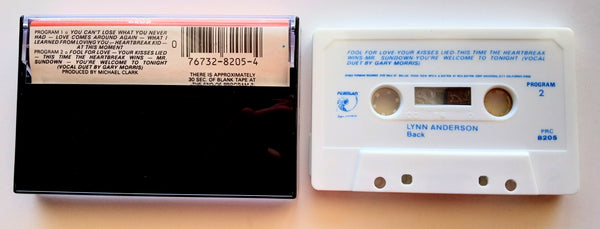 PROGRAM 1 o YOU CAN'T LOSE WHAT YOU NEVER
HAD - LOVE COMES AROUND AGAIN - WHAT I
LEARNED FROM LOVING YOU - HEARTBREAK KID -
AT THIS MOMENT
PROGRAM 2 o FOOL FOR LOVE - YOUR KISSES LIED
- THIS TIME THE HEARTBREAK WINS - MR.
SUNDOWN - YOU'RE WELCOME TO TONIGHT
(VOCAL DUET BY GARY MORRIS)
PRODUCED BY MICHAEL CLARK
0
76732-8205-4
THERE IS APPROXIMATELY
30 SEC. OF BLANK TAPE AT
THE END OF PROGRAM
FOOL FOR LOVE-YOUR KISSES LIED-THIS TIME THE HEARTBREAK
WINS-MR. SUNDOWN-YOU'RE WELCOME TO TONIGHT (VOCAL
DUET BY GARY MORRIS)
PERMIAN
PROGRAM
2
LYNN ANDERSON
Back
PRC
8205